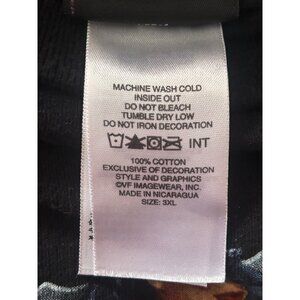 MACHINE WASH COLD
INSIDE OUT
DO NOT BLEACH
TUMBLE DRY LOW
DO NOT IRON DECORATION
INT
100% COTTON
EXCLUSIVE OF DECORATION
STYLE AND GRAPHICS
©VF IMAGEWEAR, INC.
MADE IN NICARAGUA
SIZE: 3XL